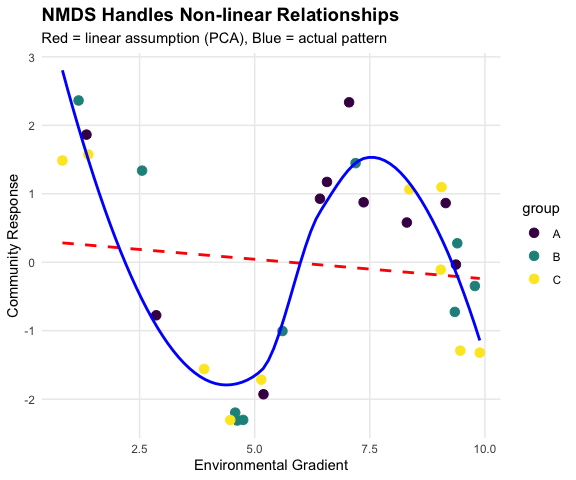 NMDS Handles Non-linear Relationships
Red = linear assumption (PCA), Blue = actual pattern
3
2
1
0
-1
-2
Community Response
2.5 5.0 7.5 10.0
Environmental Gradient
group
A
B
C